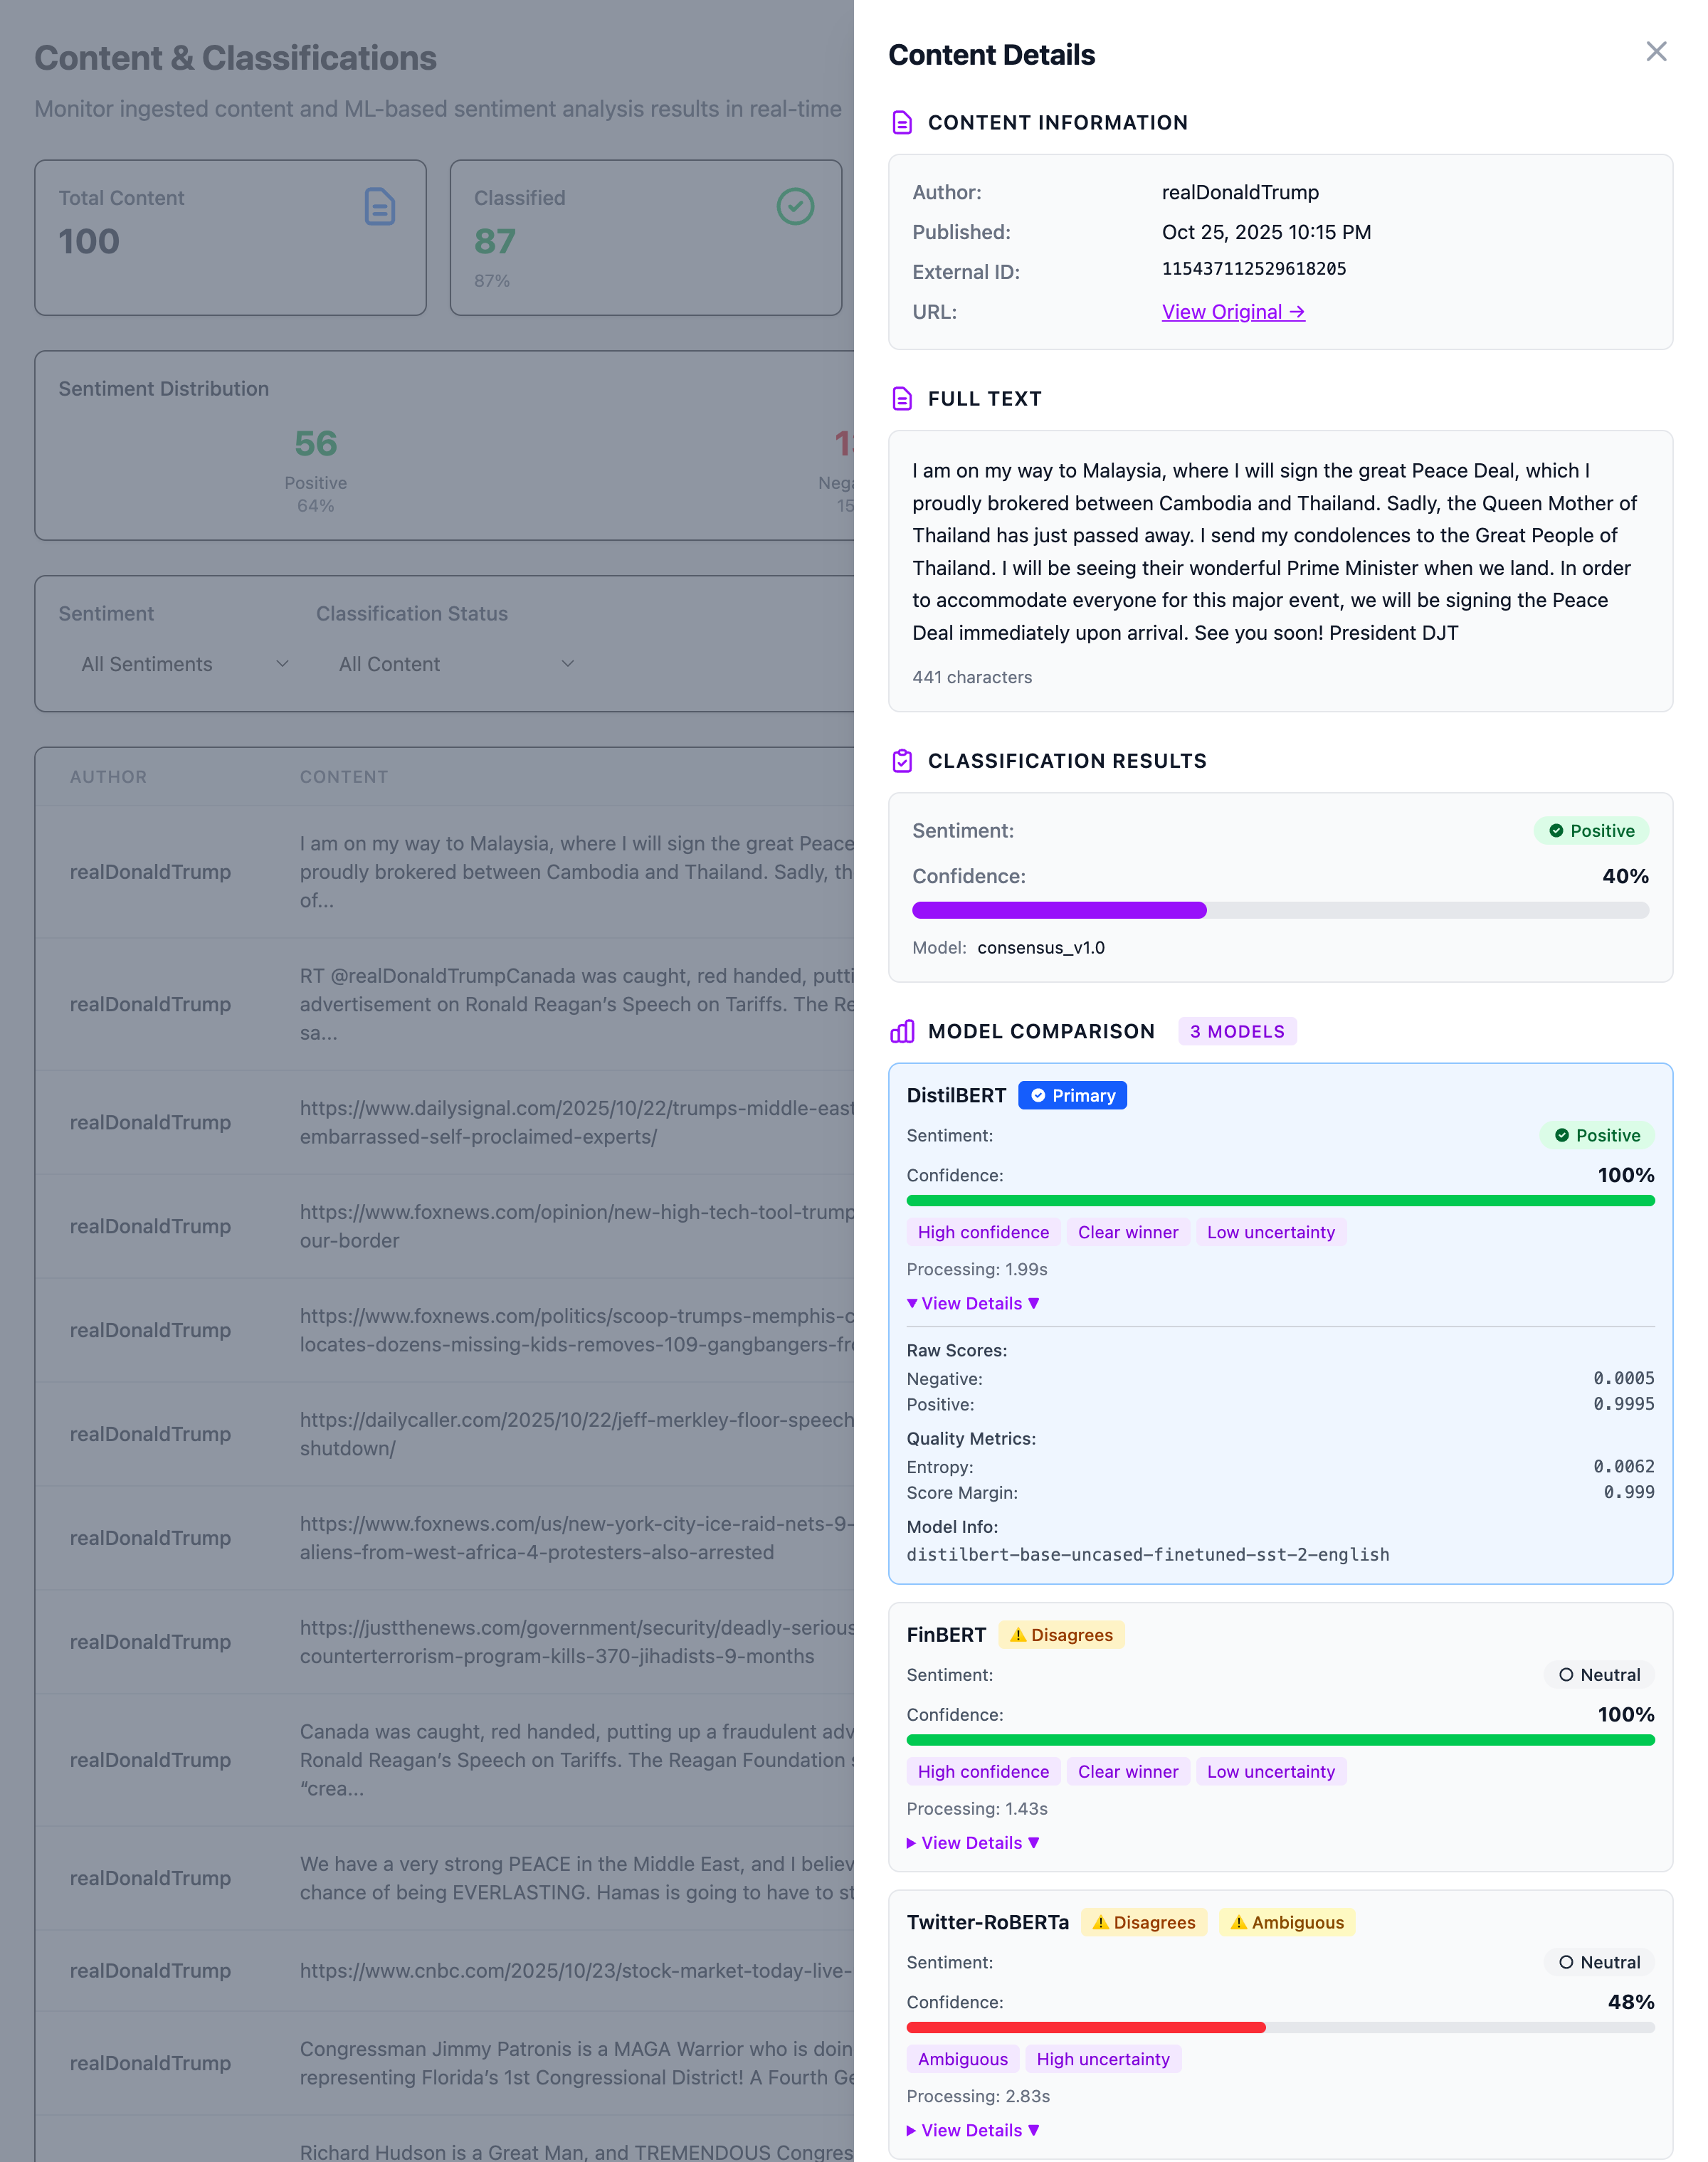 Content & Classifications
Monitor ingested content and ML-based sentiment analysis results in real-time
Total Content
100
Classified
87
87%
Sentiment Distribution
56
Positive
64%
1
Nega
15
Sentiment
All Sentiments
Classification Status
All Content
AUTHOR
CONTENT
realDonaldTrump
I am on my way to Malaysia, where I will sign the great Peace
proudly brokered between Cambodia and Thailand. Sadly, th
of...
realDonaldTrump
RT @realDonaldTrumpCanada was caught, red handed, putti
advertisement on Ronald Reagan’s Speech on Tariffs. The Re
sa...
realDonaldTrump
https://www.dailysignal.com/2025/10/22/trumps-middle-east
embarrassed-self-proclaimed-experts/
realDonaldTrump
https://www.foxnews.com/opinion/new-high-tech-tool-trump
our-border
realDonaldTrump
https://www.foxnews.com/politics/scoop-trumps-memphis-c
locates-dozens-missing-kids-removes-109-gangbangers-fr
realDonaldTrump
https://dailycaller.com/2025/10/22/jeff-merkley-floor-speech
shutdown/
realDonaldTrump
https://www.foxnews.com/us/new-york-city-ice-raid-nets-9-
aliens-from-west-africa-4-protesters-also-arrested
realDonaldTrump
https://justthenews.com/government/security/deadly-serious
counterterrorism-program-kills-370-jihadists-9-months
realDonaldTrump
Canada was caught, red handed, putting up a fraudulent adv
Ronald Reagan’s Speech on Tariffs. The Reagan Foundation s
“crea...
realDonaldTrump
We have a very strong PEACE in the Middle East, and I believ
chance of being EVERLASTING. Hamas is going to have to st
realDonaldTrump
https://www.cnbc.com/2025/10/23/stock-market-today-live-
realDonaldTrump
Congressman Jimmy Patronis is a MAGA Warrior who is doin
representing Florida’s 1st Congressional District! A Fourth Ge
Richard Hudson is a Great Man, and TREMENDOUS Congres
Content Details
CONTENT INFORMATION
Author: realDonaldTrump
Published: Oct 25, 2025 10:15 PM
External ID: 115437112529618205
URL: View Original →
FULL TEXT
I am on my way to Malaysia, where I will sign the great Peace Deal, which I
proudly brokered between Cambodia and Thailand. Sadly, the Queen Mother of
Thailand has just passed away. I send my condolences to the Great People of
Thailand. I will be seeing their wonderful Prime Minister when we land. In order
to accommodate everyone for this major event, we will be signing the Peace
Deal immediately upon arrival. See you soon! President DJT
441 characters
CLASSIFICATION RESULTS
Sentiment: Positive
Confidence: 40%
Model: consensus_v1.0
MODEL COMPARISON 3 MODELS
DistilBERT Primary
Sentiment: Positive
Confidence: 100%
High confidence Clear winner Low uncertainty
Processing: 1.99s
▼ View Details ▼
Raw Scores:
Negative: 0.0005
Positive: 0.9995
Quality Metrics:
Entropy: 0.0062
Score Margin: 0.999
Model Info:
distilbert-base-uncased-finetuned-sst-2-english
FinBERT ⚠ Disagrees
Sentiment: Neutral
Confidence: 100%
High confidence Clear winner Low uncertainty
Processing: 1.43s
▶ View Details ▼
Twitter-RoBERTa ⚠ Disagrees ⚠ Ambiguous
Sentiment: Neutral
Confidence: 48%
Ambiguous High uncertainty
Processing: 2.83s
▶ View Details ▼